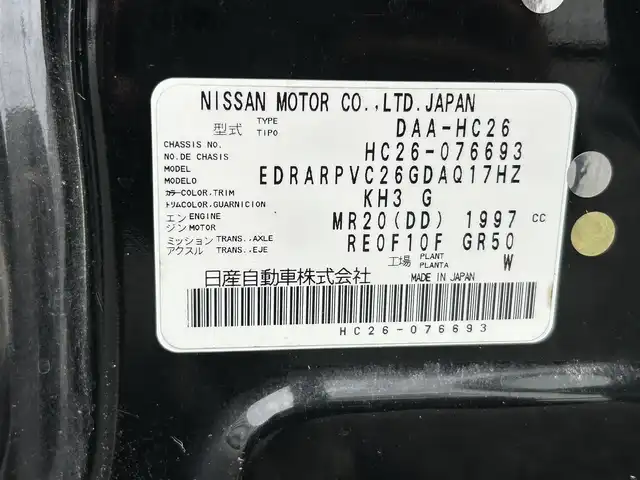 NISSAN MOTOR CO.,LTD.JAPAN
型式 TYPE TIPO DAA-HC26
CHASSIS NO. NO.DE CHASIS HC26-076693
MODEL MODELO EDRARPVC26GDAQ17HZ
カラー COLOR,TRIM トリム COLOR,GUARNICION KH3 G
エンジン ENGINE MOTOR MR20(DD) 1997 CC
ミッション TRANS.,AXLE アクスル TRANS.,EJE RE0F10F GR50
工場 PLANT PLANTA W
日産自動車株式会社 MADE IN JAPAN
HC26-076693